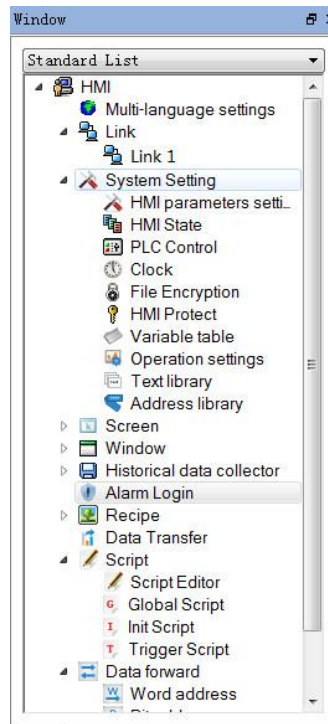 Window
Standard List
HMI
Multi-language settings
Link
Link 1
System Setting
HMI parameters setti...
HMI State
PLC Control
Clock
File Encryption
HMI Protect
Variable table
Operation settings
Text library
Address library
Screen
Window
Historical data collector
Alarm Login
Recipe
Data Transfer
Script
Script Editor
G, Global Script
I, Init Script
T, Trigger Script
Data forward
W Word address